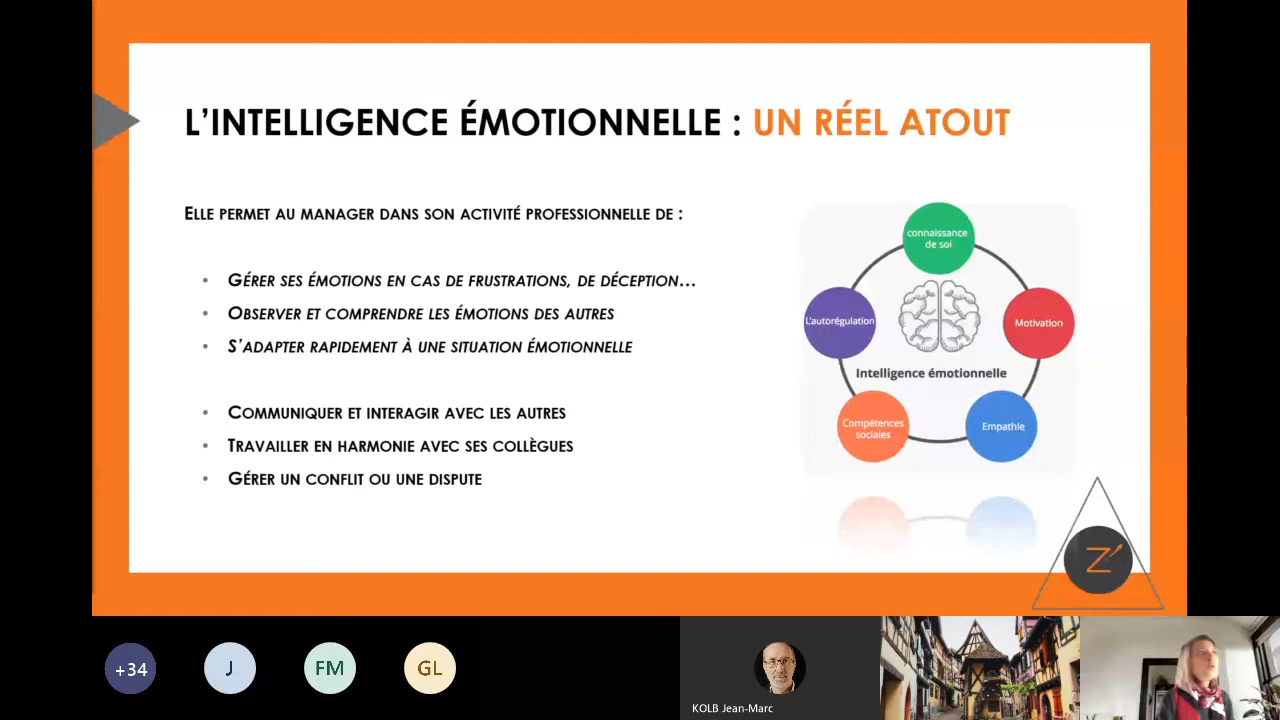 L'INTELLIGENCE ÉMOTIONNELLE : UN RÉEL ATOUT
ELLE PERMET AU MANAGER DANS SON ACTIVITÉ PROFESSIONNELLE DE :
• GÉRER SES ÉMOTIONS EN CAS DE FRUSTRATIONS, DE DÉCEPTION...
• OBSERVER ET COMPRENDRE LES ÉMOTIONS DES AUTRES
• S'ADAPTER RAPIDEMENT À UNE SITUATION ÉMOTIONNELLE
• COMMUNIQUER ET INTERAGIR AVEC LES AUTRES
• TRAVAILLER EN HARMONIE AVEC SES COLLÈGUES
• GÉRER UN CONFLIT OU UNE DISPUTE
connaissance
de soi
L'autorégulation
Motivation
Intelligence émotionnelle
Compétences
sociales
Empathie
Z
+34
J
FM
GL
KOLB Jean-Marc